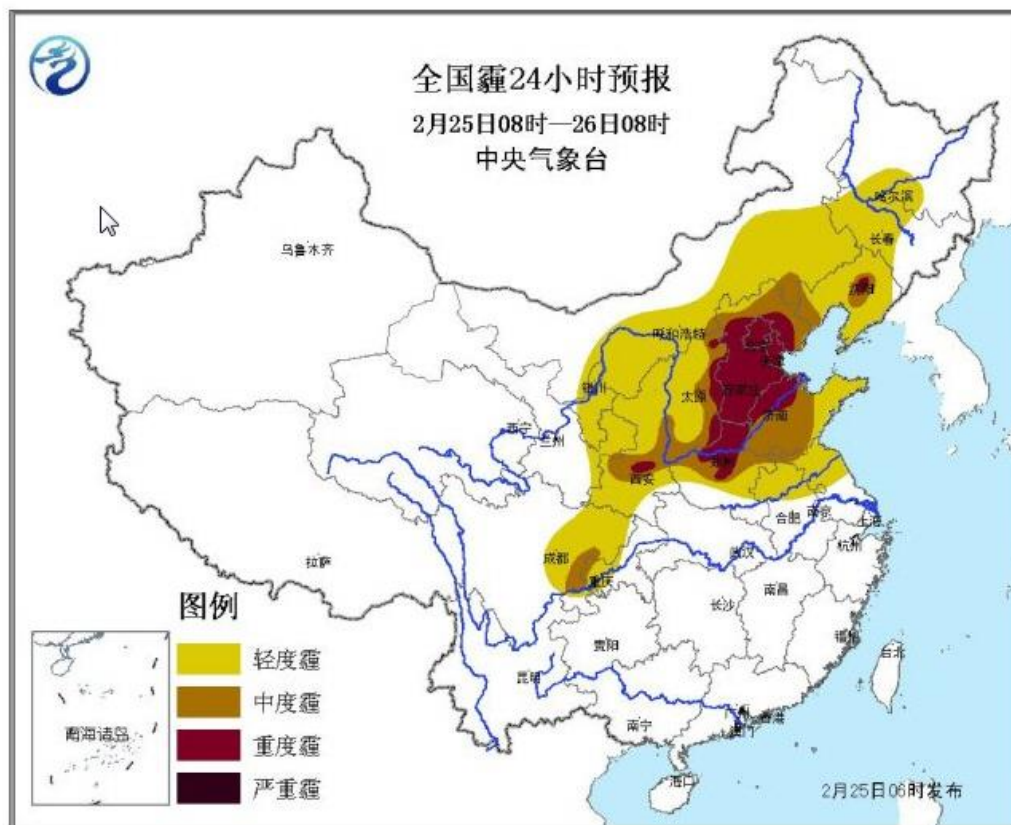 全国霾24小时预报
2月25日08时—26日08时
中央气象台
哈尔滨
长春
乌鲁木齐
沈阳
呼和浩特
银川
太原
石家庄
济南
西宁
兰州
郑州
西安
合肥
南京
上海
杭州
成都
武汉
拉萨
重庆
南昌
长沙
图例
贵阳
福州
台北
轻度霾
昆明
中度霾
南宁
广州
香港
澳门
南海诸岛
重度霾
海口
严重霾
2月25日06时发布